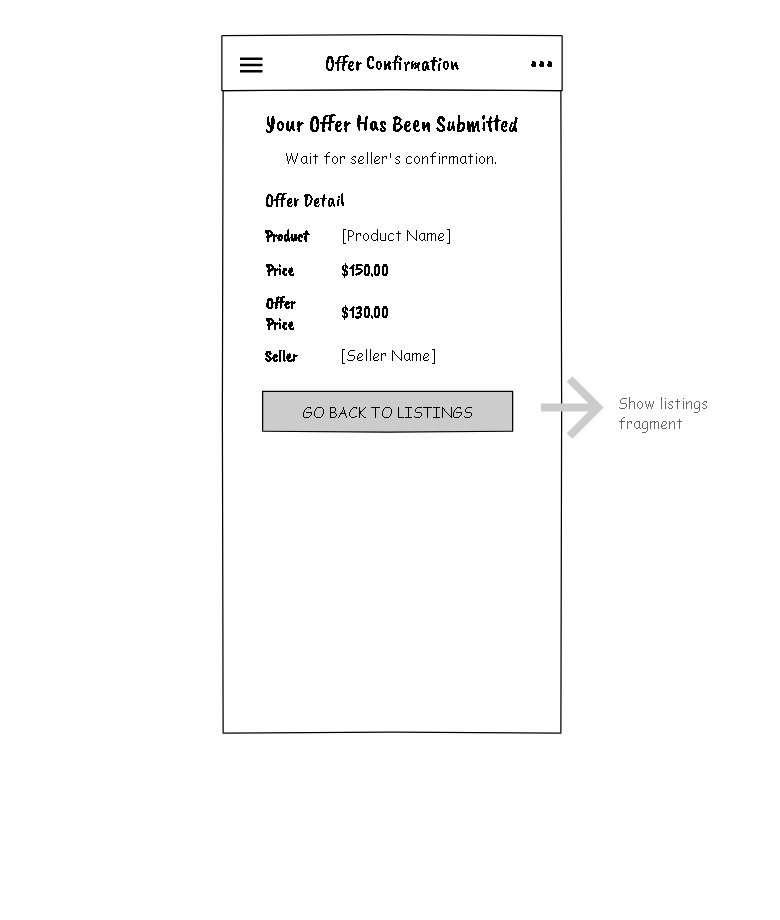 Offer Confirmation
Your Offer Has Been Submitted
Wait for seller's confirmation.
Offer Detail
Product [Product Name]
Price $150.00
Offer
Price $130.00
Seller [Seller Name]
GO BACK TO LISTINGS
Show listings
fragment